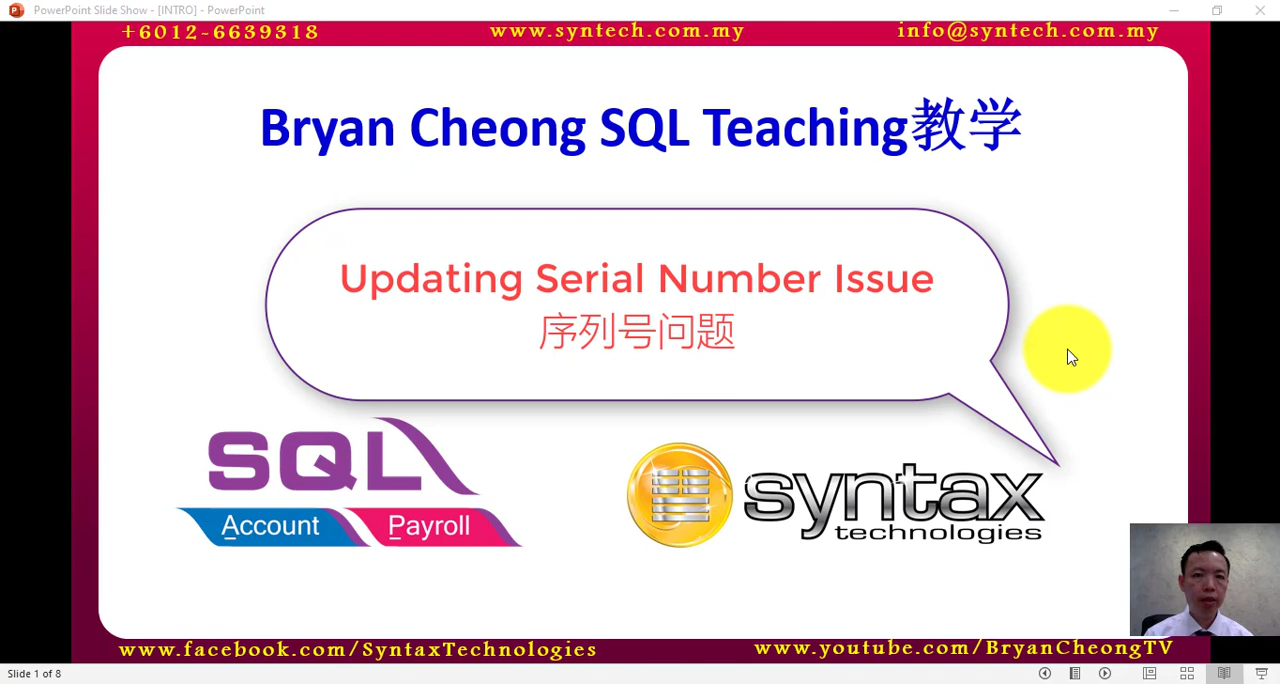 PowerPoint Slide Show - [INTRO] - PowerPoint
+6012-6639318
www.syntech.com.my
info@syntech.com.my
Bryan Cheong SQL Teaching教学
Updating Serial Number Issue
序列号问题
SQL
Account
Payroll
syntax
technologies
www.facebook.com/SyntaxTechnologies
www.youtube.com/BryanCheongTV
Slide 1 of 8